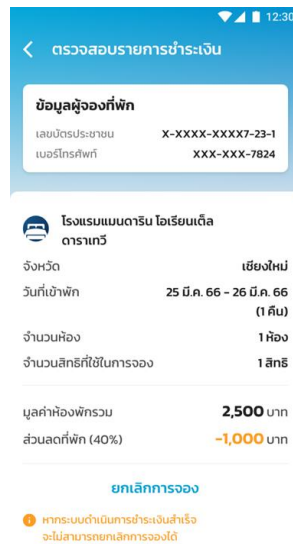 12:30
ตรวจสอบรายการชำระเงิน
ข้อมูลผู้จองที่พัก
เลขบัตรประชาชน X-XXXX-XXXX7-23-1
เบอร์โทรศัพท์ XXX-XXX-7824
โรงแรมแมนดาริน โอเรียนเต็ล
ดาราเทวี
จังหวัด เชียงใหม่
วันที่เข้าพัก 25 มี.ค. 66 - 26 มี.ค. 66
(1 คืน)
จำนวนห้อง 1 ห้อง
จำนวนสิทธิที่ใช้ในการจอง 1 สิทธิ
มูลค่าห้องพักรวม 2,500 บาท
ส่วนลดที่พัก (40%) -1,000 บาท
ยกเลิกการจอง
หากระบบดำเนินการชำระเงินสำเร็จ
จะไม่สามารถยกเลิกการจองได้